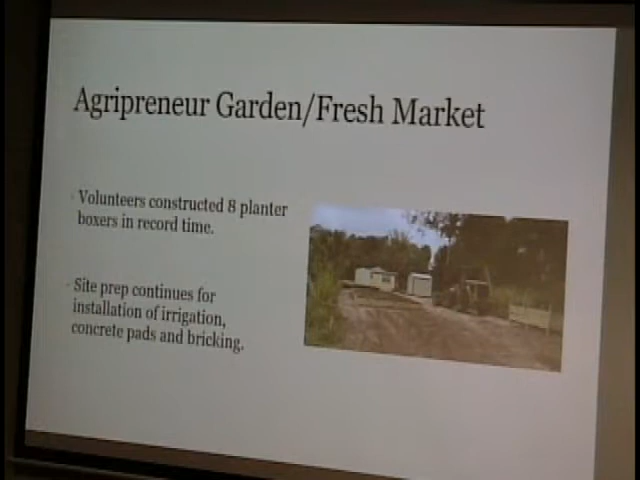 Agripreneur Garden/Fresh Market
· Volunteers constructed 8 planter
boxers in record time.
· Site prep continues for
installation of irrigation,
concrete pads and bricking.